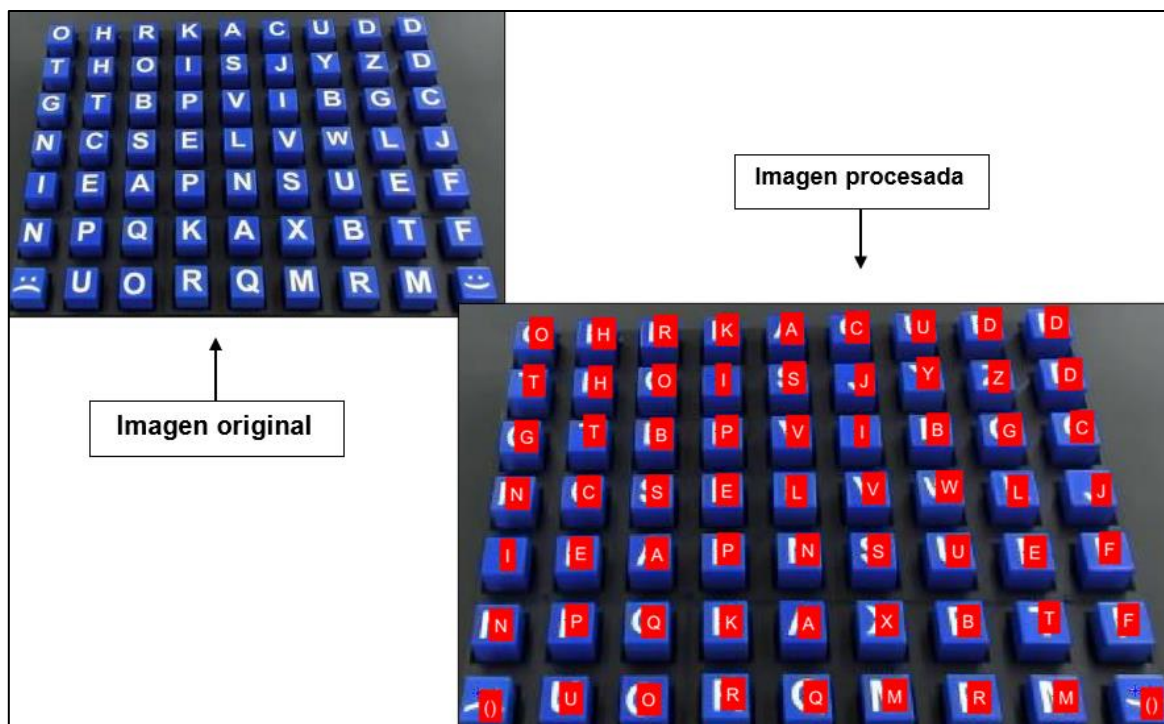 O H R K A C U D D
T H O I S J Y Z D
G T B P V I B G C
N C S E L V W L J
I E A P N S U E F
N P Q K A X B T F
U O R Q M R M
Imagen original
Imagen procesada
O H R K A C U D D
T H O I S J Y Z D
G T B P V I B G C
N C S E L V W L J
I E A P N S U E F
N P Q K A X B T F
() U O R Q M R M ()